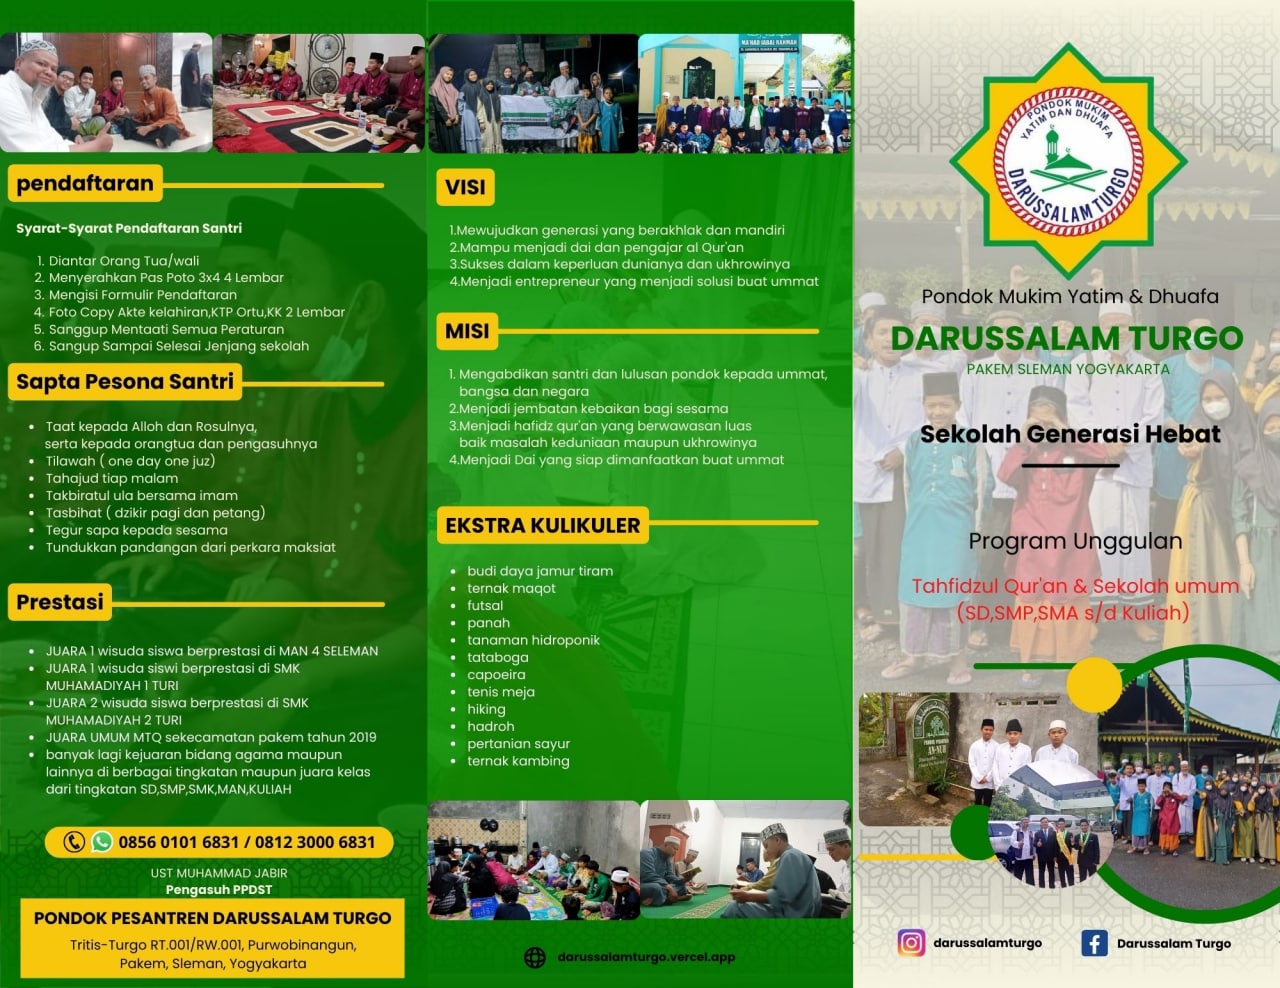 pendaftaran
Syarat-Syarat Pendaftaran Santri
1. Diantar Orang Tua/wali
2. Menyerahkan Pas Poto 3x4 4 Lembar
3. Mengisi Formulir Pendaftaran
4. Foto Copy Akte kelahiran,KTP Ortu,KK 2 Lembar
5. Sanggup Mentaati Semua Peraturan
6. Sangup Sampai Selesai Jenjang sekolah
Sapta Pesona Santri
• Taat kepada Alloh dan Rosulnya,
serta kepada orangtua dan pengasuhnya
• Tilawah ( one day one juz)
• Tahajud tiap malam
• Takbiratul ula bersama imam
• Tasbihat ( dzikir pagi dan petang)
• Tegur sapa kepada sesama
• Tundukkan pandangan dari perkara maksiat
Prestasi
• JUARA 1 wisuda siswa berprestasi di MAN 4 SELEMAN
• JUARA 1 wisuda siswi berprestasi di SMK
MUHAMADIYAH 1 TURI
• JUARA 2 wisuda siswa berprestasi di SMK
MUHAMADIYAH 2 TURI
• JUARA UMUM MTQ sekecamatan pakem tahun 2019
• banyak lagi kejuaran bidang agama maupun
lainnya di berbagai tingkatan maupun juara kelas
dari tingkatan SD,SMP,SMK,MAN,KULIAH
0856 0101 6831 / 0812 3000 6831
UST MUHAMMAD JABIR
Pengasuh PPDST
PONDOK PESANTREN DARUSSALAM TURGO
Tritis-Turgo RT.001/RW.001, Purwobinangun,
Pakem, Sleman, Yogyakarta
MA'HAD JABAL RAHMAH
VISI
1.Mewujudkan generasi yang berakhlak dan mandiri
2.Mampu menjadi dai dan pengajar al Qur'an
3.Sukses dalam keperluan dunianya dan ukhrowinya
4.Menjadi entrepreneur yang menjadi solusi buat ummat
MISI
1. Mengabdikan santri dan lulusan pondok kepada ummat,
bangsa dan negara
2.Menjadi jembatan kebaikan bagi sesama
3.Menjadi hafidz qur'an yang berwawasan luas
baik masalah keduniaan maupun ukhrowinya
4.Menjadi Dai yang siap dimanfaatkan buat ummat
EKSTRA KULIKULER
• budi daya jamur tiram
• ternak maqot
• futsal
• panah
• tanaman hidroponik
• tataboga
• capoeira
• tenis meja
• hiking
• hadroh
• pertanian sayur
• ternak kambing
darussalamturgo.vercel.app
PONDOK MUKIM
YATIM DAN DHUAFA
DARUSSALAM TURGO
Pondok Mukim Yatim & Dhuafa
DARUSSALAM TURGO
PAKEM SLEMAN YOGYAKARTA
Sekolah Generasi Hebat
Program Unggulan
Tahfidzul Qur'an & Sekolah umum
(SD,SMP,SMA s/d Kuliah)
AN-NUR
darussalamturgo
Darussalam Turgo